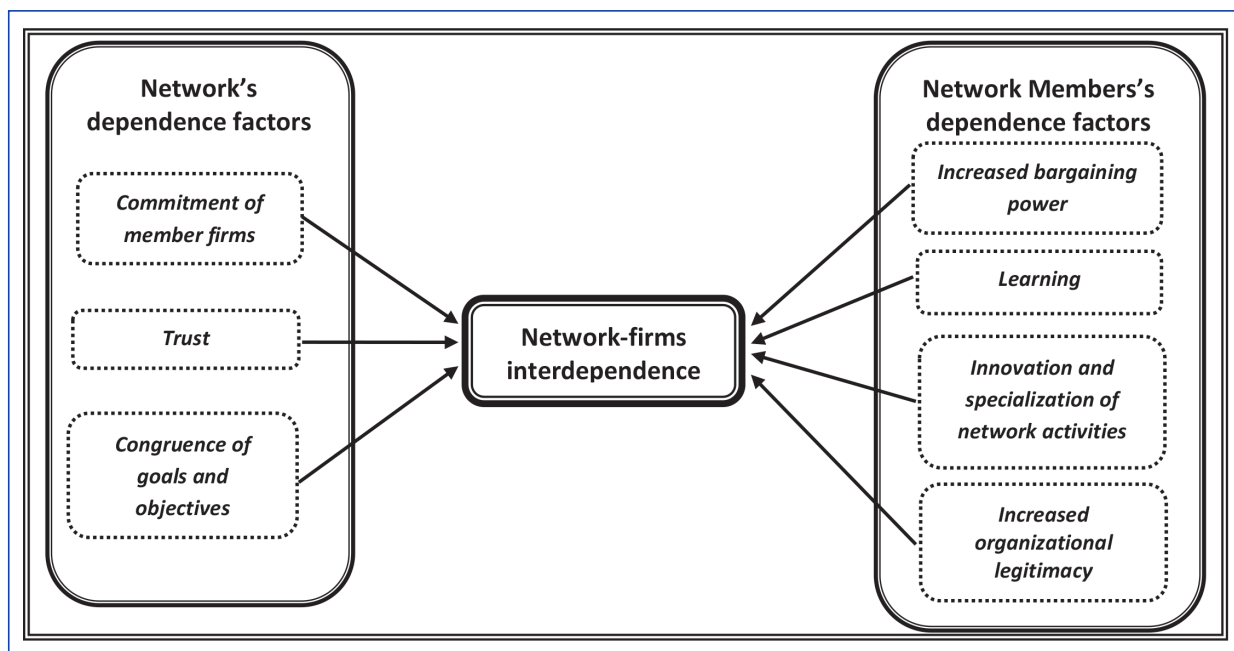 Network’s
dependence factors
Commitment of
member firms
Trust
Congruence of
goals and
objectives
Network-firms
interdependence
Network Members’s
dependence factors
Increased bargaining
power
Learning
Innovation and
specialization of
network activities
Increased
organizational
legitimacy